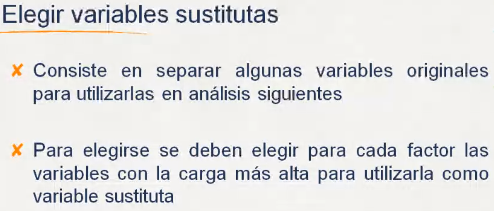 Elegir variables sustitutas
✘ Consiste en separar algunas variables originales
para utilizarlas en análisis siguientes
✘ Para elegirse se deben elegir para cada factor las
variables con la carga más alta para utilizarla como
variable sustituta